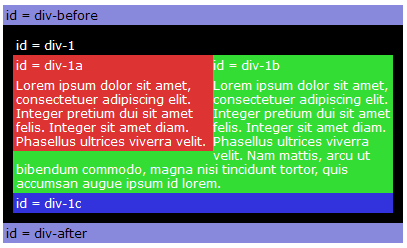 id = div-before
id = div-1
id = div-1a
Lorem ipsum dolor sit amet,
consectetuer adipiscing elit.
Integer pretium dui sit amet
felis. Integer sit amet diam.
Phasellus ultrices viverra velit.
id = div-1b
Lorem ipsum dolor sit amet,
consectetuer adipiscing elit.
Integer pretium dui sit amet
felis. Integer sit amet diam.
Phasellus ultrices viverra
velit. Nam mattis, arcu ut
bibendum commodo, magna nisi tincidunt tortor, quis
accumsan augue ipsum id lorem.
id = div-1c
id = div-after